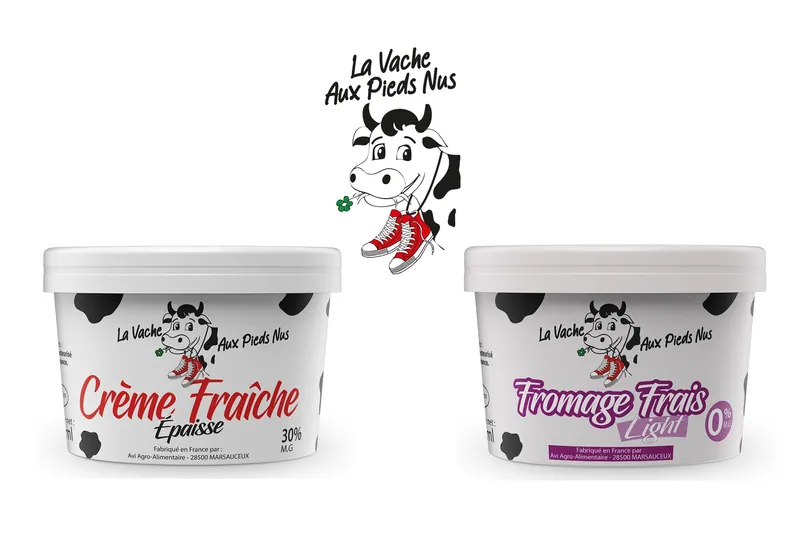 La Vache
Aux Pieds Nus
La Vache
Aux Pieds Nus
Crème Fraîche
Épaisse
30%
M.G
Fabriqué en France par :
Avi Agro-Alimentaire - 28500 MARSAUCEUX
La Vache
Aux Pieds Nus
Fromage Frais
Light
0%
M.G
Fabriqué en France par :
Avi Agro-Alimentaire - 28500 MARSAUCEUX